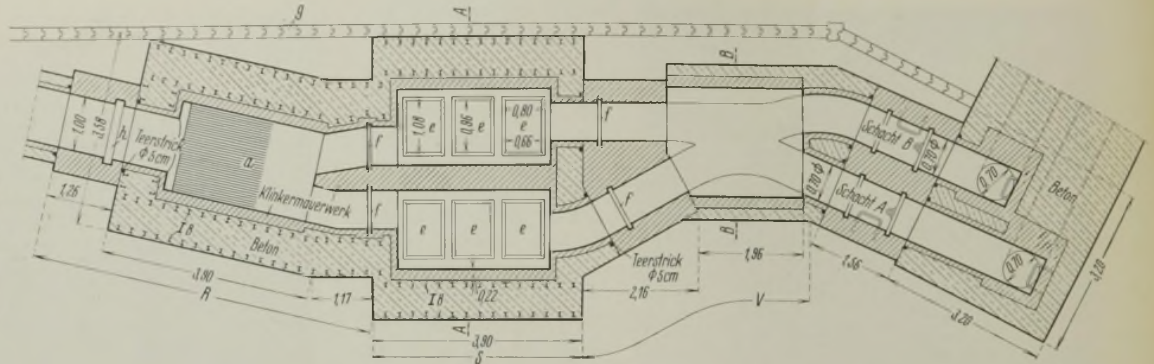 g
A
B
1,00
3,58
h
Teerstrick
Φ 5cm
a
Klinkermauerwerk
f
1,08
e
0,86
e
0,80
e
0,66
f
Schacht B
0,70 Φ
0,70
Beton
f
e
e
e
f
0,70 Φ
Schacht A
0,70
1,26
I 8
Beton
3,90
R
1,17
I 8
0,22
A
3,90
S
Teerstrick
Φ 5cm
2,16
B
1,96
V
1,56
3,20
3,20